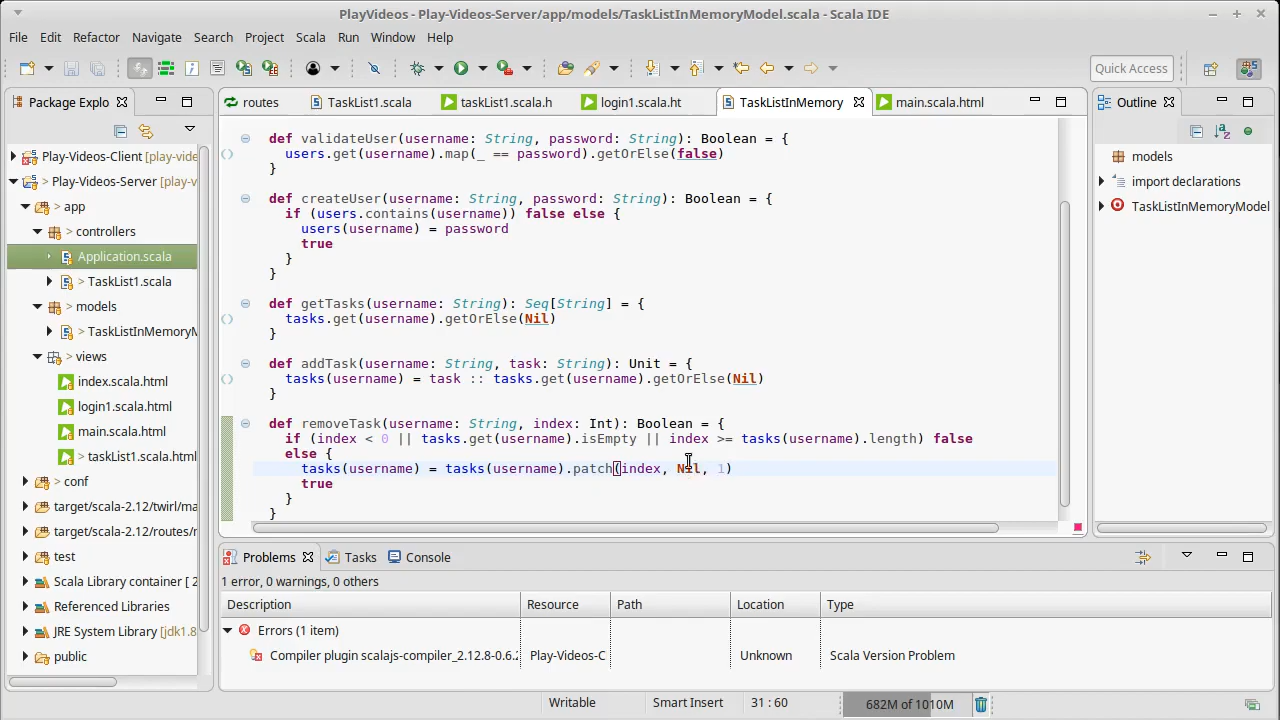 PlayVideos - Play-Videos-Server/app/models/TaskListInMemoryModel.scala - Scala IDE
File Edit Refactor Navigate Search Project Scala Run Window Help
Quick Access
Package Explo
routes
TaskList1.scala
taskList1.scala.h
login1.scala.ht
TaskListInMemory
main.scala.html
Outline
Play-Videos-Client [play-vide
Play-Videos-Server [play-v
> app
controllers
Application.scala
> TaskList1.scala
> models
> TaskListInMemoryM
> views
index.scala.html
login1.scala.html
main.scala.html
> taskList1.scala.html
> conf
target/scala-2.12/twirl/ma
target/scala-2.12/routes/r
test
Scala Library container [ 2
Referenced Libraries
JRE System Library [jdk1.8
public
def validateUser(username: String, password: String): Boolean = {
users.get(username).map(_ == password).getOrElse(false)
}
def createUser(username: String, password: String): Boolean = {
if (users.contains(username)) false else {
users(username) = password
true
}
}
def getTasks(username: String): Seq[String] = {
tasks.get(username).getOrElse(Nil)
}
def addTask(username: String, task: String): Unit = {
tasks(username) = task :: tasks.get(username).getOrElse(Nil)
}
def removeTask(username: String, index: Int): Boolean = {
if (index < 0 || tasks.get(username).isEmpty || index >= tasks(username).length) false
else {
tasks(username) = tasks(username).patch(index, Nil, 1)
true
}
}
models
import declarations
TaskListInMemoryModel
Problems
Tasks
Console
1 error, 0 warnings, 0 others
Description Resource Path Location Type
Errors (1 item)
Compiler plugin scalajs-compiler_2.12.8-0.6.2 Play-Videos-C Unknown Scala Version Problem
Writable Smart Insert 31 : 60 682M of 1010M